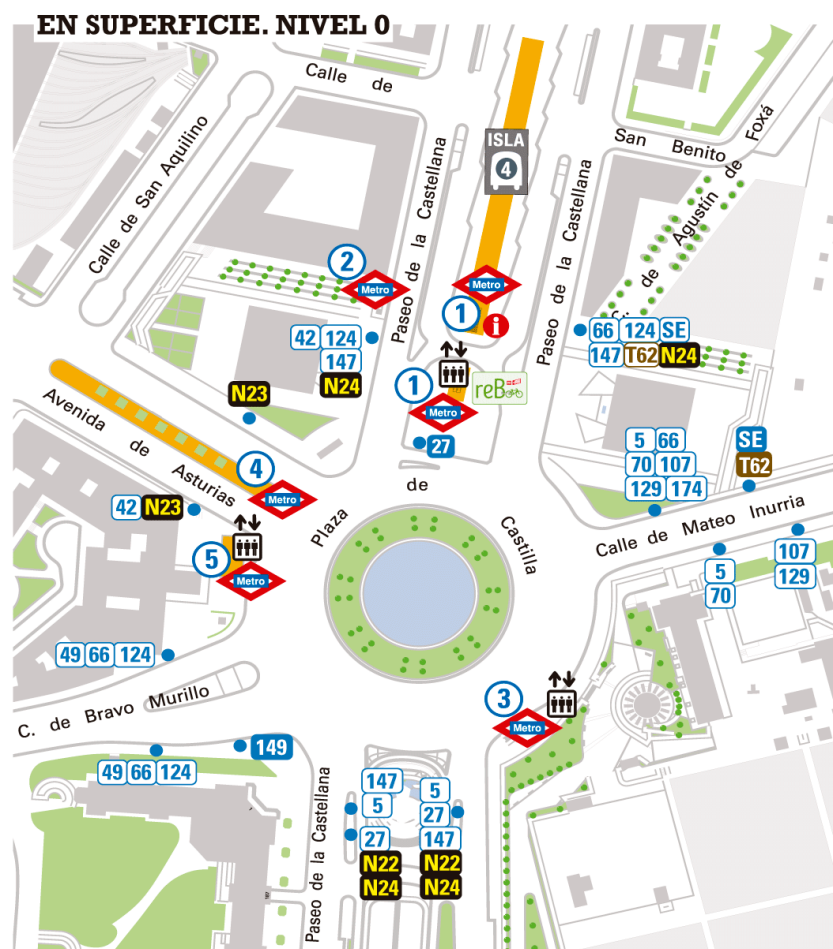 EN SUPERFICIE. NIVEL 0
Calle de
San Benito
Calle de San Aquilino
Paseo de la Castellana
ISLA
4
Paseo de la Castellana
C. de Agustín de Foxá
2
Metro
Metro
1
i
42 124
147
N24
66 124 SE
147 T62 N24
1
reB
Metro
N23
27
Avenida de Asturias
4
Metro
5 66
70 107
129 174
SE
T62
42 N23
Plaza de Castilla
Calle de Mateo Inurria
5
Metro
5
70
107
129
49 66 124
C. de Bravo Murillo
3
Metro
149
49 66 124
Paseo de la Castellana
147
5
27
N22
N24
5
27
147
N22
N24